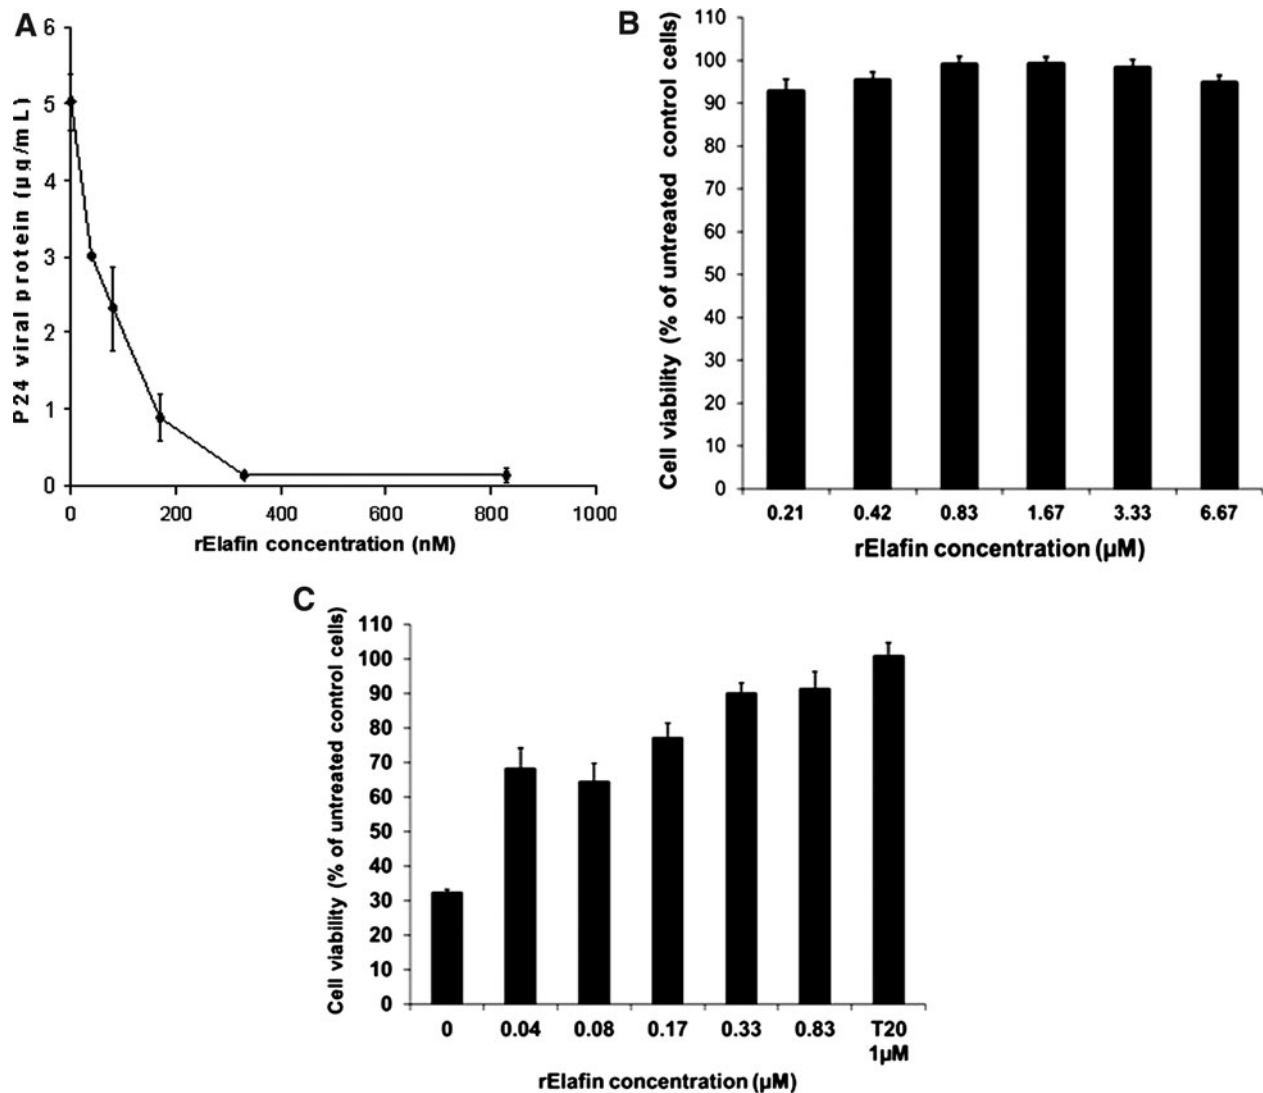 A
P24 viral protein (µg/mL)
6
5
4
3
2
1
0
0 200 400 600 800 1000
rElafin concentration (nM)
B
Cell viability (% of untreated control cells)
110
100
90
80
70
60
50
40
30
20
10
0
0.21 0.42 0.83 1.67 3.33 6.67
rElafin concentration (µM)
C
Cell viability (% of untreated control cells)
110
100
90
80
70
60
50
40
30
20
10
0
0 0.04 0.08 0.17 0.33 0.83 T20
1µM
rElafin concentration (µM)